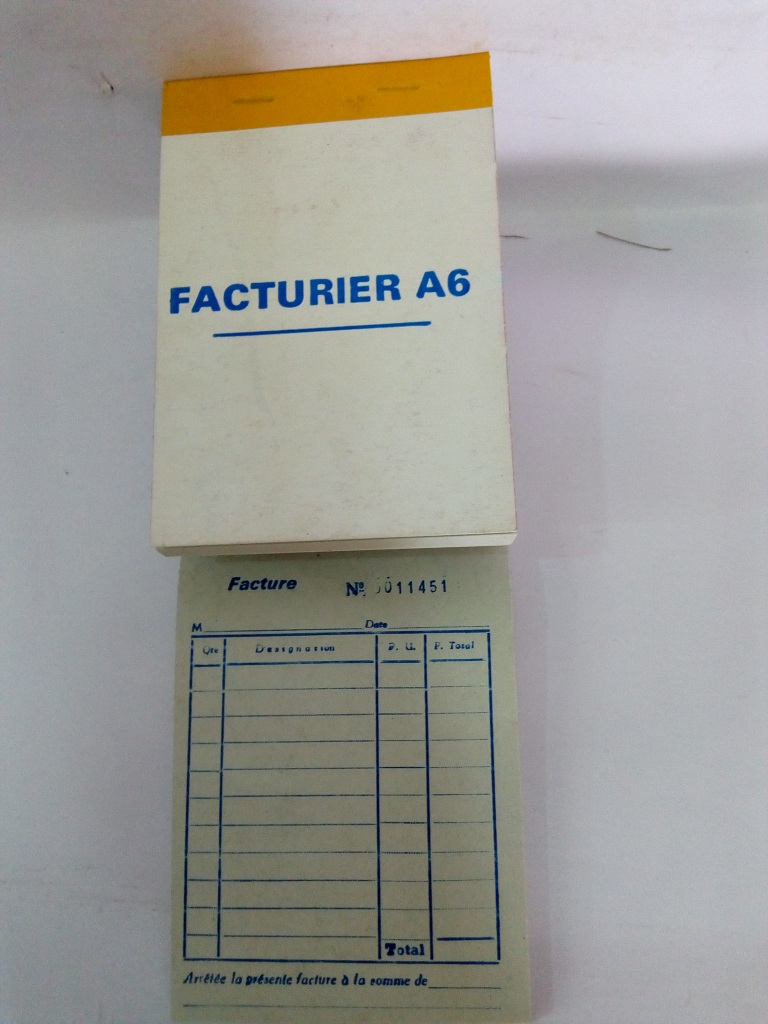 FACTURIER A6
Facture Nº 0011451
M Date
Qte Designation P. U. P. Total
Total
Arrêtée la présente facture à la somme de